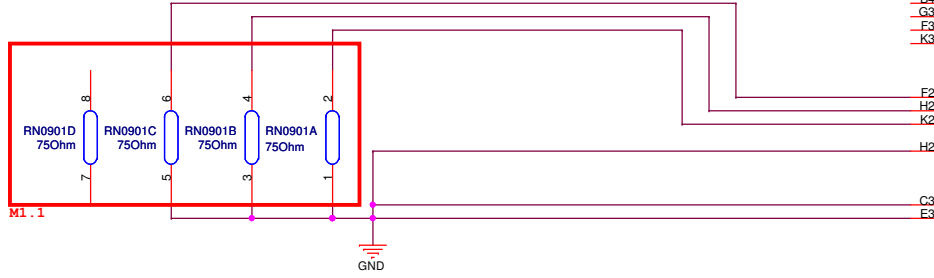 G3
F3
K3
F2
H2
K2
H2
C3
E3
8
6
4
2
RN0901D
RN0901C
RN0901B
RN0901A
75Ohm
75Ohm
75Ohm
75Ohm
7
5
3
1
M1.1
GND